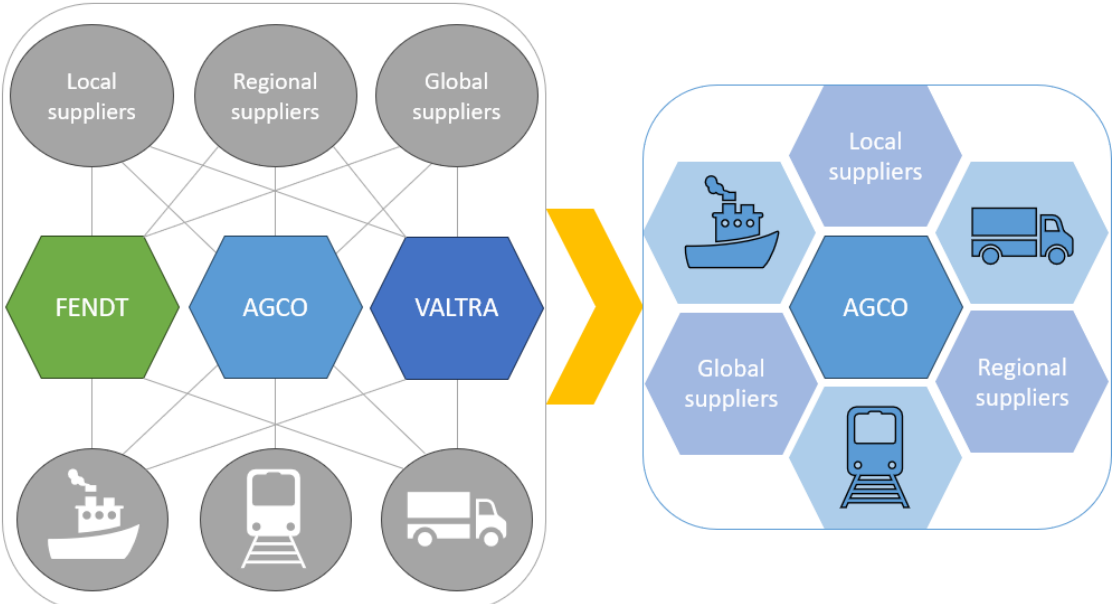 Local
suppliers
Regional
suppliers
Global
suppliers
FENDT
AGCO
VALTRA
Local
suppliers
AGCO
Global
suppliers
Regional
suppliers